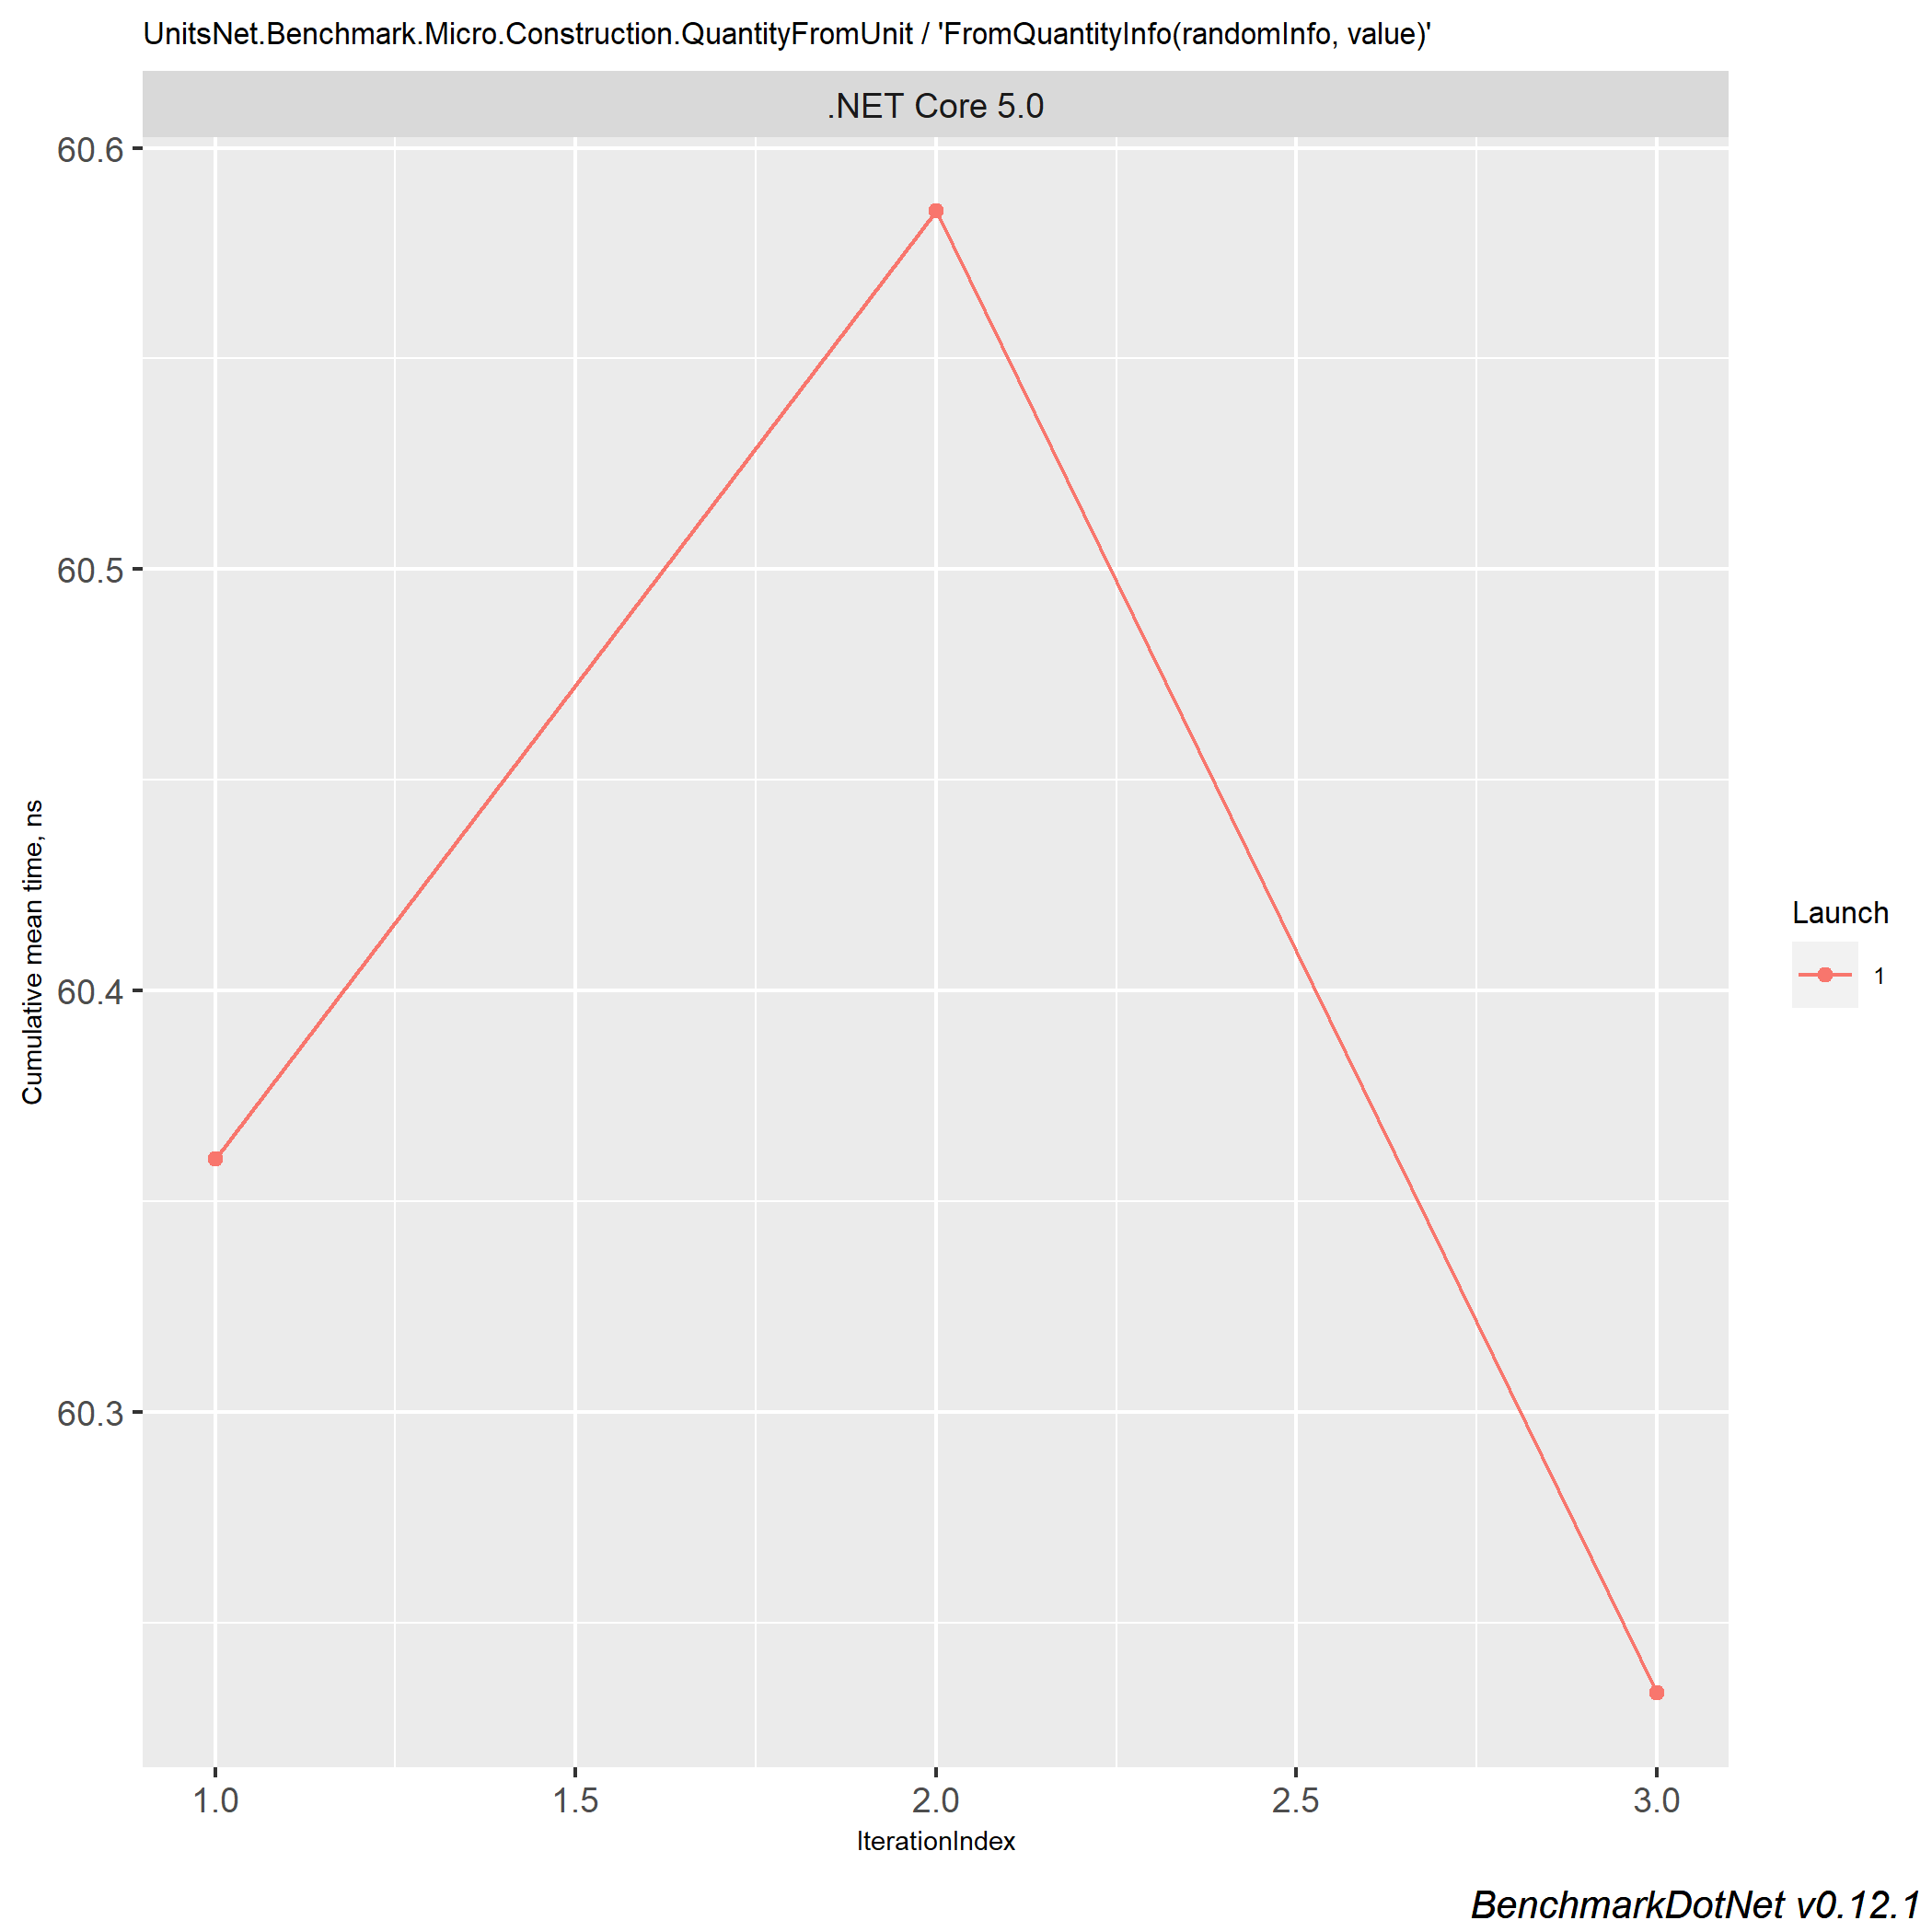 UnitsNet.Benchmark.Micro.Construction.QuantityFromUnit / 'FromQuantityInfo(randomInfo, value)'
.NET Core 5.0
60.6
60.5
60.4
60.3
Cumulative mean time, ns
1.0 1.5 2.0 2.5 3.0
IterationIndex
Launch
1
BenchmarkDotNet v0.12.1